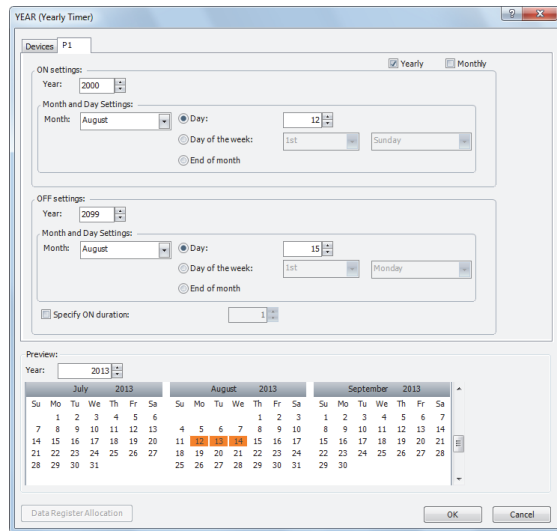 YEAR (Yearly Timer)
Devices P1
Yearly Monthly
ON settings:
Year: 2000
Month and Day Settings:
Month: August Day: 12
Day of the week: 1st Sunday
End of month
OFF settings:
Year: 2099
Month and Day Settings:
Month: August Day: 15
Day of the week: 1st Monday
End of month
Specify ON duration: 1
Preview:
Year: 2013
July 2013 August 2013 September 2013
Su Mo Tu We Th Fr Sa Su Mo Tu We Th Fr Sa Su Mo Tu We Th Fr Sa
1 2 3 4 5 6 1 2 3 1 2 3 4 5 6 7
7 8 9 10 11 12 13 4 5 6 7 8 9 10 8 9 10 11 12 13 14
14 15 16 17 18 19 20 11 12 13 14 15 16 17 15 16 17 18 19 20 21
21 22 23 24 25 26 27 18 19 20 21 22 23 24 22 23 24 25 26 27 28
28 29 30 31 25 26 27 28 29 30 31 29 30
Data Register Allocation OK Cancel